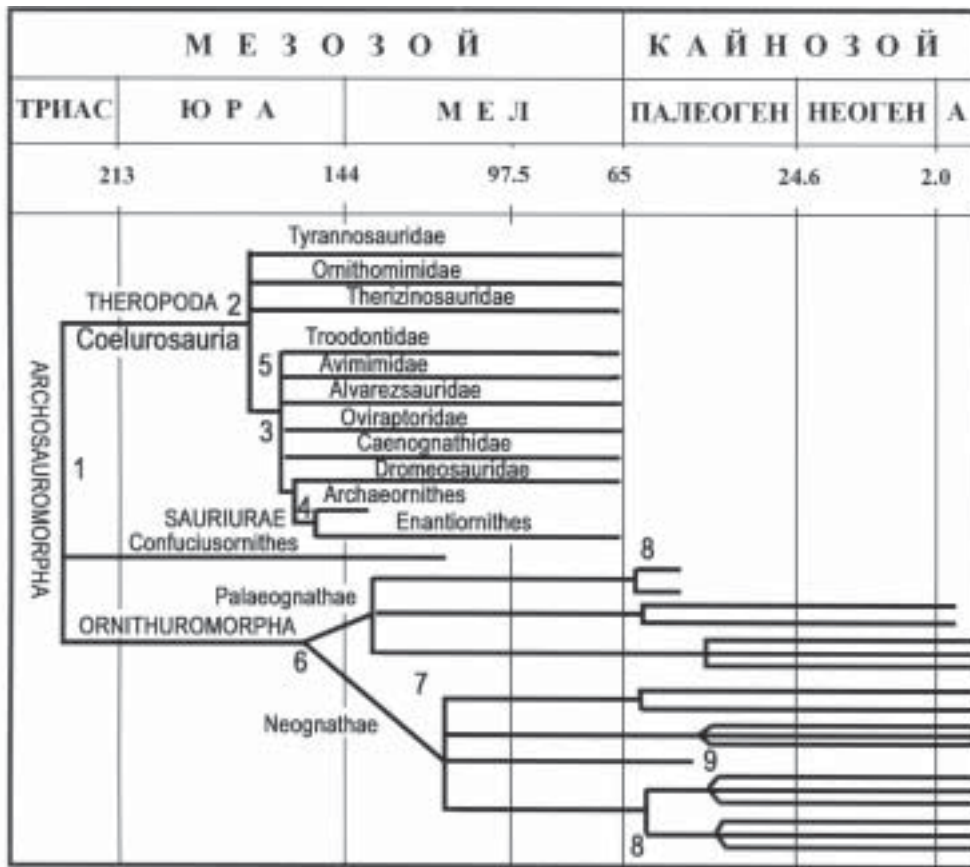 М Е З О З О Й К А Й Н О З О Й
ТРИАС Ю Р А М Е Л ПАЛЕОГЕН НЕОГЕН А
213 144 97.5 65 24.6 2.0
Tyrannosauridae
Ornithomimidae
Therizinosauridae
THEROPODA 2
Coelurosauria
Troodontidae
5
Avimimidae
Alvarezsauridae
Oviraptoridae
3
Caenognathidae
Dromeosauridae
ARCHOSAUROMORPHA
1
Archaeornithes
4
SAURIURAE
Enantiornithes
Confuciusornithes
8
Palaeognathae
ORNITHUROMORPHA
6
7
Neognathae
9
8